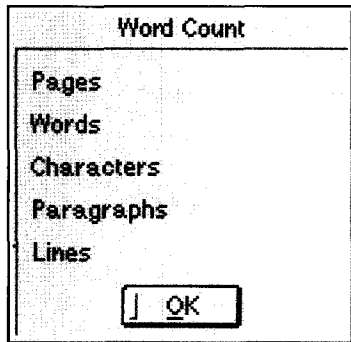 Word Count
Pages
Words
Characters
Paragraphs
Lines
OK